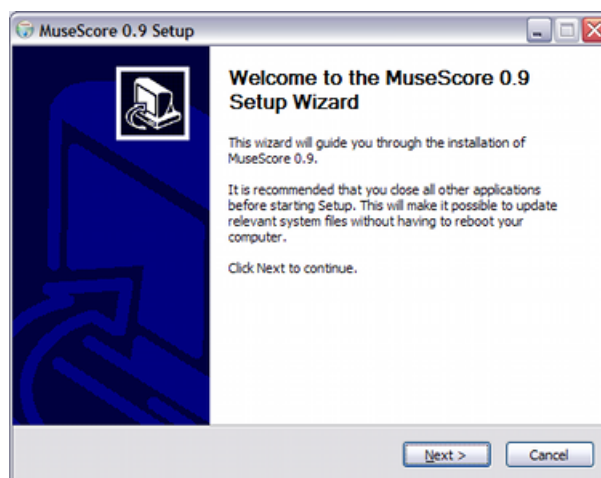 MuseScore 0.9 Setup
Welcome to the MuseScore 0.9
Setup Wizard
This wizard will guide you through the installation of
MuseScore 0.9.
It is recommended that you close all other applications
before starting Setup. This will make it possible to update
relevant system files without having to reboot your
computer.
Click Next to continue.
Next >
Cancel